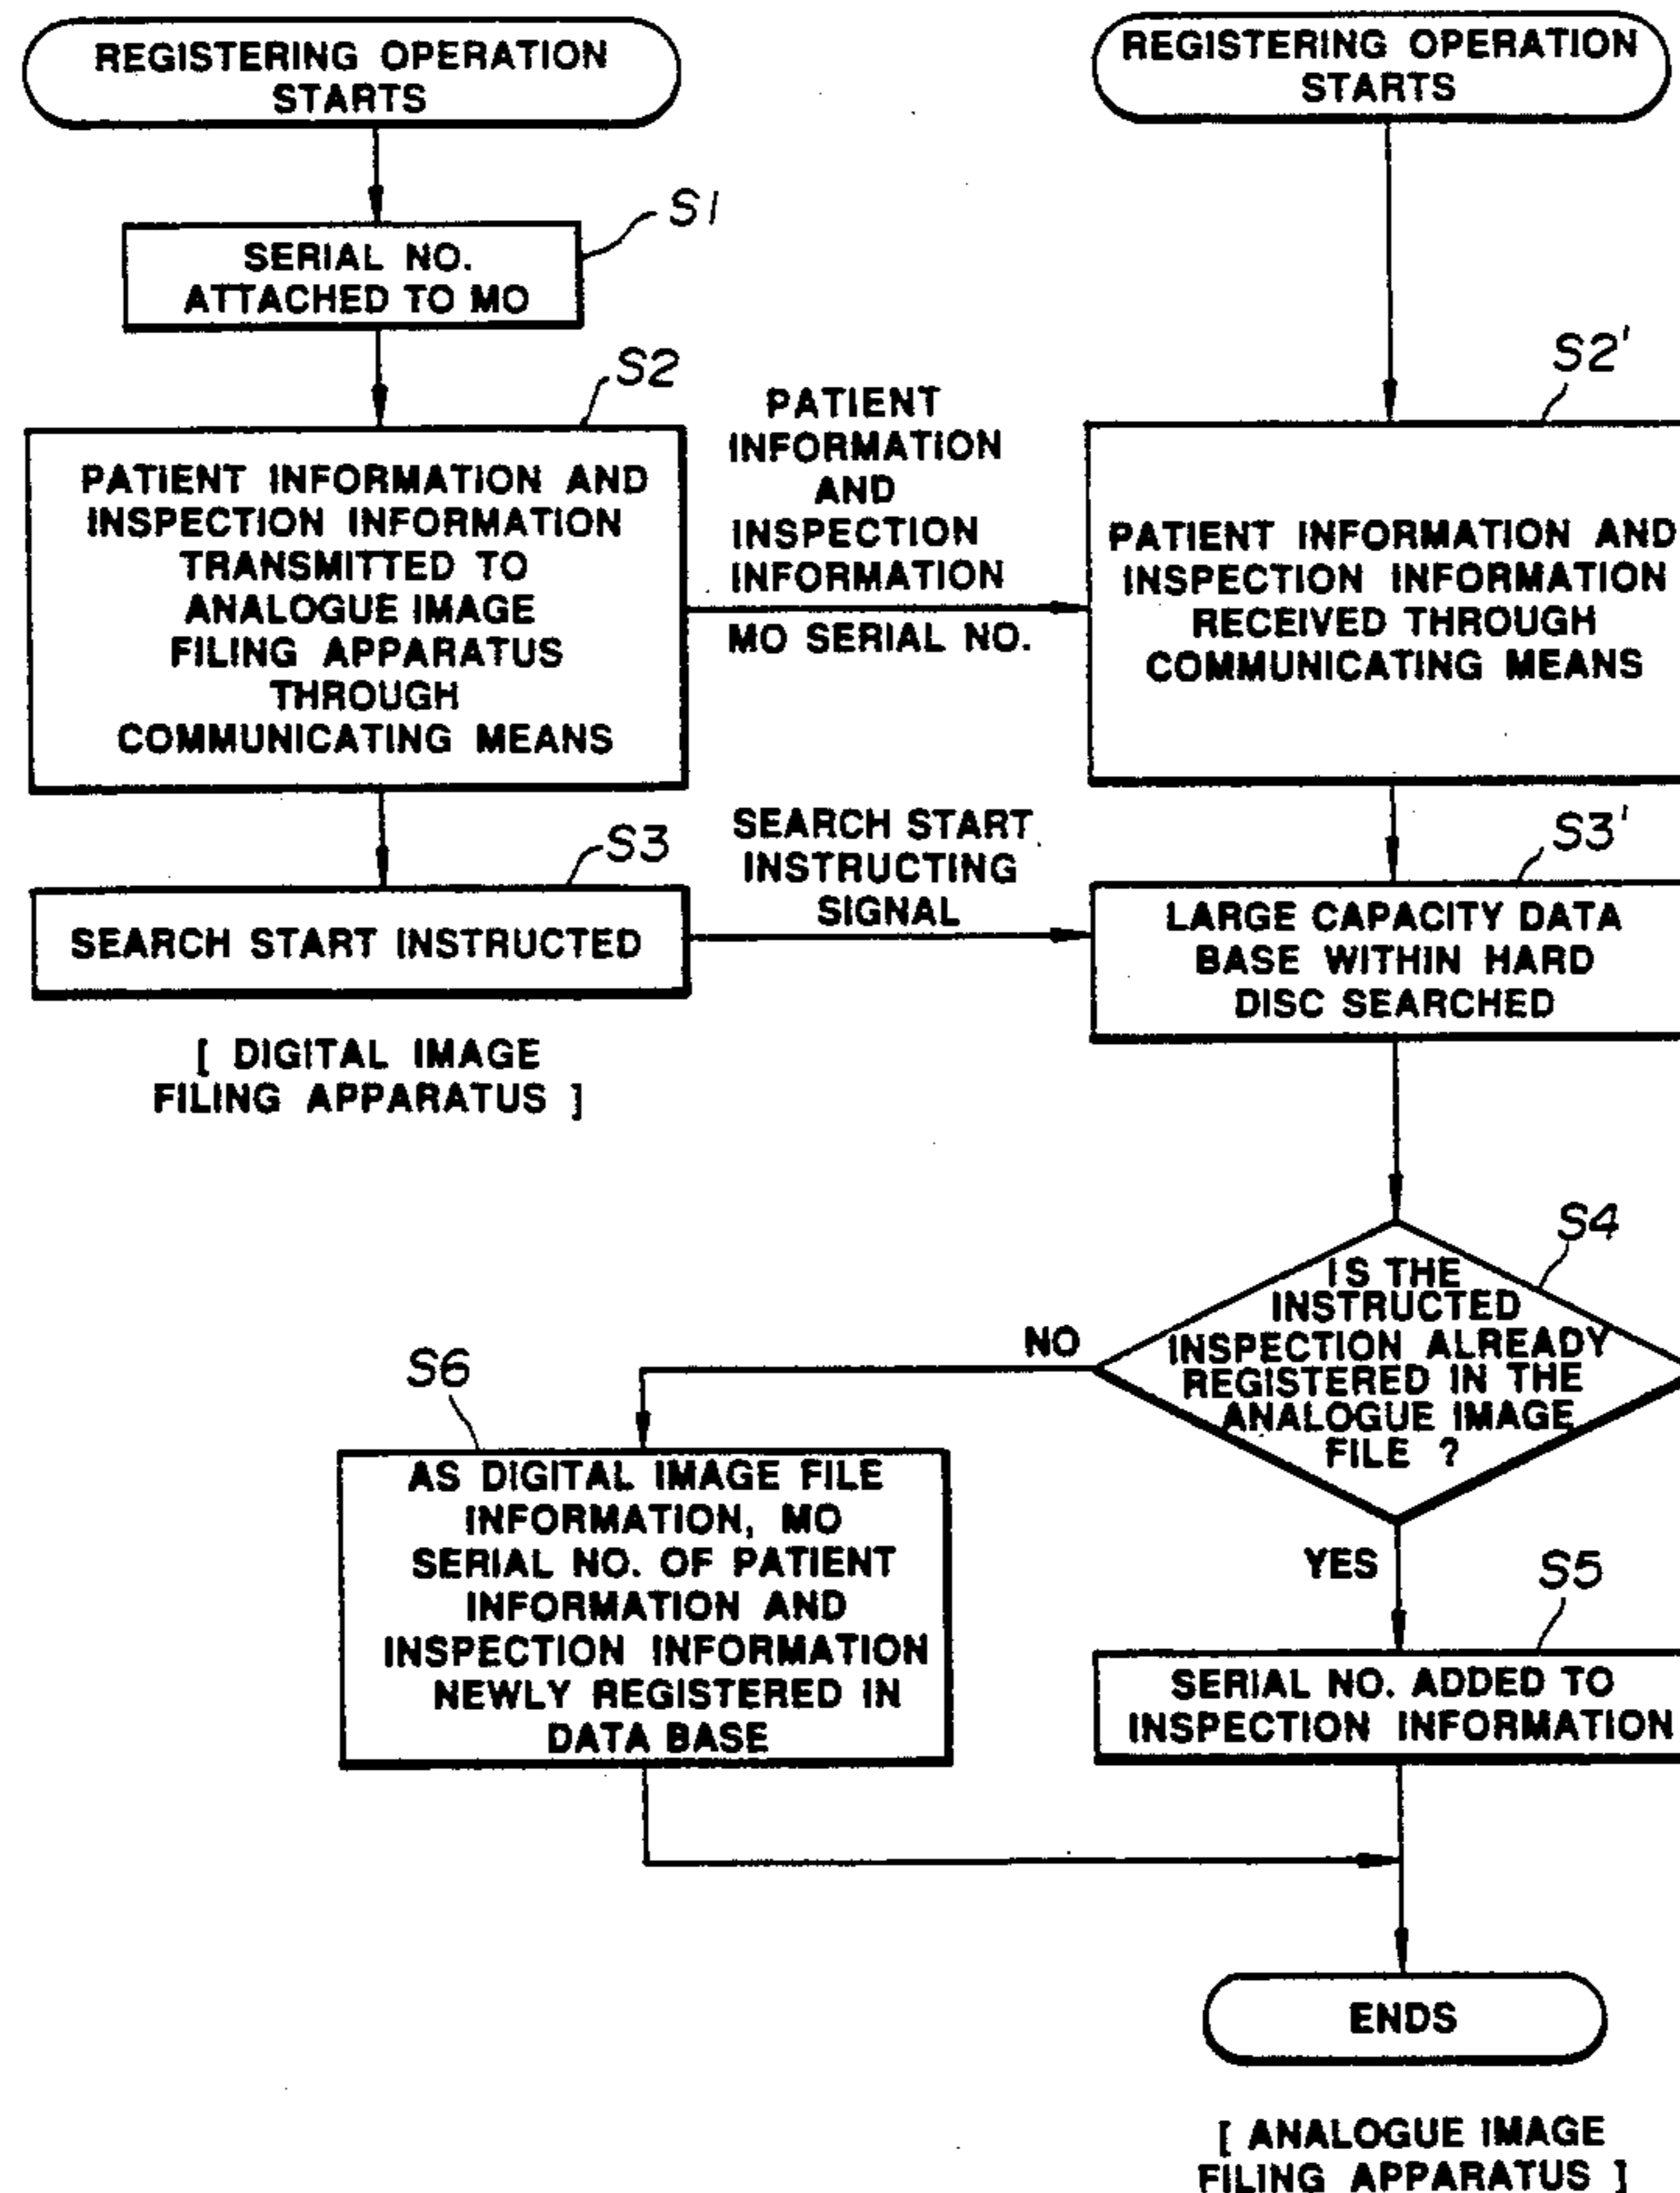 REGISTERING OPERATION
STARTS
S1
SERIAL NO.
ATTACHED TO MO
S2
PATIENT INFORMATION AND
INSPECTION INFORMATION
TRANSMITTED TO
ANALOGUE IMAGE
FILING APPARATUS
THROUGH
COMMUNICATING MEANS
PATIENT
INFORMATION
AND
INSPECTION
INFORMATION
MO SERIAL NO.
S3
SEARCH START INSTRUCTED
SEARCH START
INSTRUCTING
SIGNAL
[ DIGITAL IMAGE
FILING APPARATUS ]
REGISTERING OPERATION
STARTS
S2'
PATIENT INFORMATION AND
INSPECTION INFORMATION
RECEIVED THROUGH
COMMUNICATING MEANS
S3'
LARGE CAPACITY DATA
BASE WITHIN HARD
DISC SEARCHED
S4
IS THE
INSTRUCTED
INSPECTION ALREADY
REGISTERED IN THE
ANALOGUE IMAGE
FILE ?
NO
S6
AS DIGITAL IMAGE FILE
INFORMATION, MO
SERIAL NO. OF PATIENT
INFORMATION AND
INSPECTION INFORMATION
NEWLY REGISTERED IN
DATA BASE
YES
S5
SERIAL NO. ADDED TO
INSPECTION INFORMATION
ENDS
[ ANALOGUE IMAGE
FILING APPARATUS ]